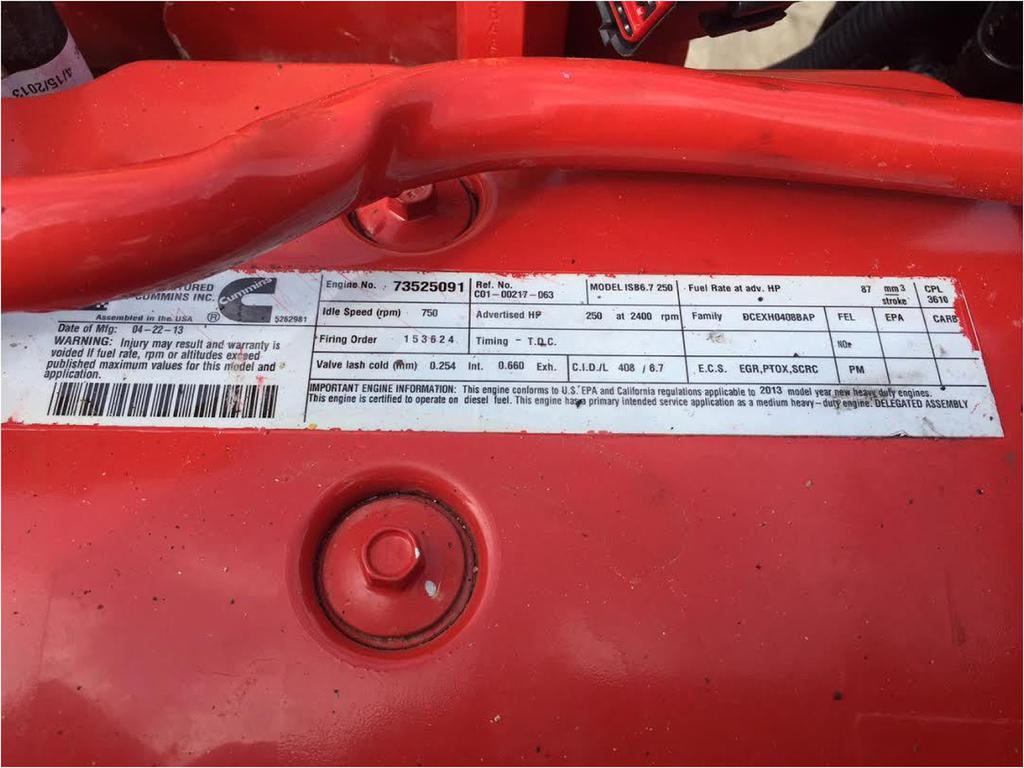 4/15/2013
CUMMINS INC.
Cummins
Assembled in the USA ®
5262981
Date of Mfg: 04-22-13
WARNING: Injury may result and warranty is
voided if fuel rate, rpm or altitudes exceed
published maximum values for this model and
application.
Engine No. 73525091
Ref. No.
C01-00217-063
MODEL ISB6.7 250
Fuel Rate at adv. HP 87 mm3
stroke
CPL
3610
Idle Speed (rpm) 750
Advertised HP 250 at 2400 rpm
Family DCEXH0408BAP
FEL
EPA
CARB
Firing Order 153624
Timing - T.D.C.
NOx
Valve lash cold (mm) 0.254 Int. 0.660 Exh.
C.I.D./L 408 / 6.7
E.C.S. EGR,PTOX,SCRC
PM
IMPORTANT ENGINE INFORMATION: This engine conforms to U.S. EPA and California regulations applicable to 2013 model year new heavy duty engines.
This engine is certified to operate on diesel fuel. This engine has a primary intended service application as a medium heavy-duty engine. DELEGATED ASSEMBLY